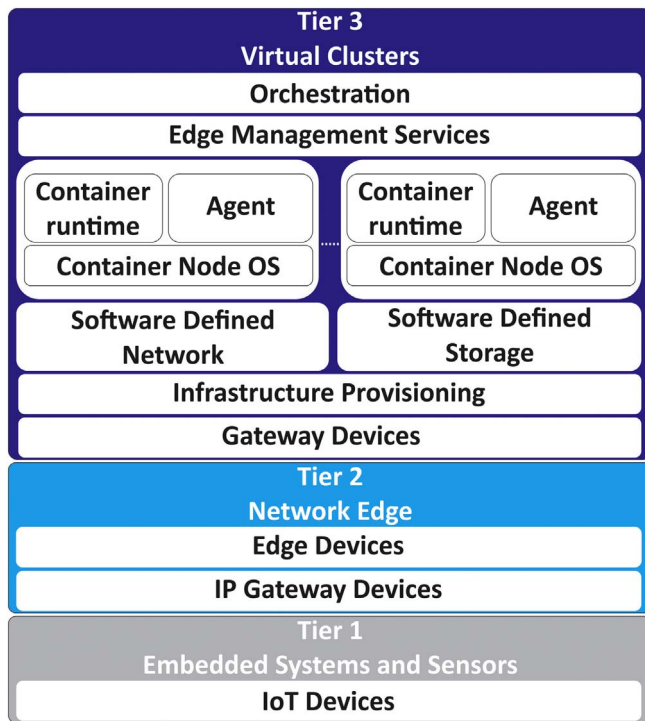 Tier 3
Virtual Clusters
Orchestration
Edge Management Services
Container
runtime
Agent
Container Node OS
.....
Container
runtime
Agent
Container Node OS
Software Defined
Network
Software Defined
Storage
Infrastructure Provisioning
Gateway Devices
Tier 2
Network Edge
Edge Devices
IP Gateway Devices
Tier 1
Embedded Systems and Sensors
IoT Devices